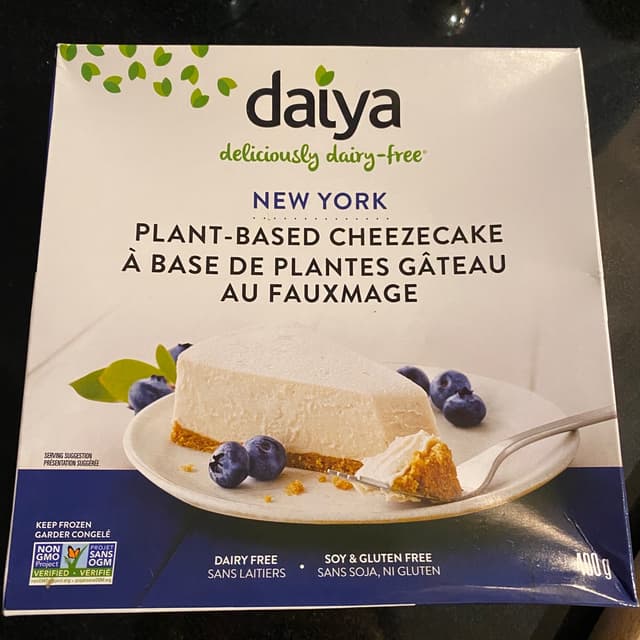 daiya
deliciously dairy-free
NEW YORK
PLANT-BASED CHEEZECAKE
À BASE DE PLANTES GÂTEAU
AU FAUXMAGE
SERVING SUGGESTION
PRÉSENTATION SUGGÉRÉE
KEEP FROZEN
GARDER CONGELÉ
NON
GMO
Project
VERIFIED
PROJET
SANS
OGM
VÉRIFIÉ
DAIRY FREE • SOY & GLUTEN FREE
SANS LAITIERS SANS SOJA, NI GLUTEN
400 g